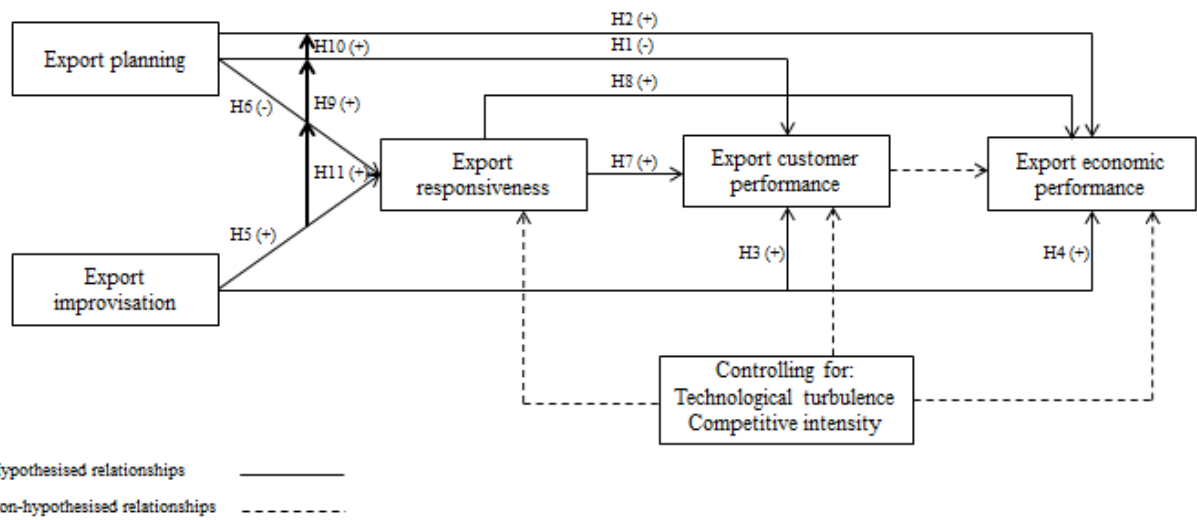 H2 (+)
Export planning
H10 (+)
H1 (-)
H8 (+)
H6 (-)
H9 (+)
Export
responsiveness
H11 (+)
H7 (+)
Export customer
performance
Export economic
performance
H5 (+)
H3 (+)
H4 (+)
Export
improvisation
Controlling for:
Technological turbulence
Competitive intensity
ypothesised relationships
on-hypothesised relationships